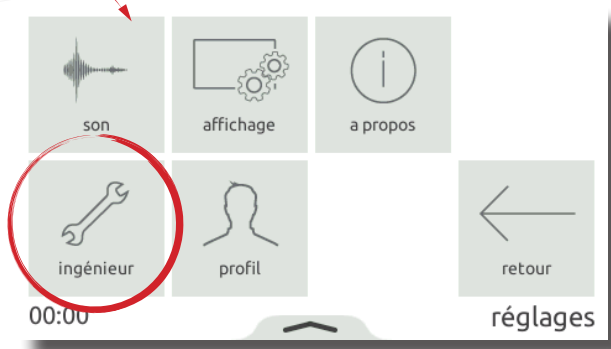 son
affichage
a propos
ingénieur
profil
retour
00:00
réglages